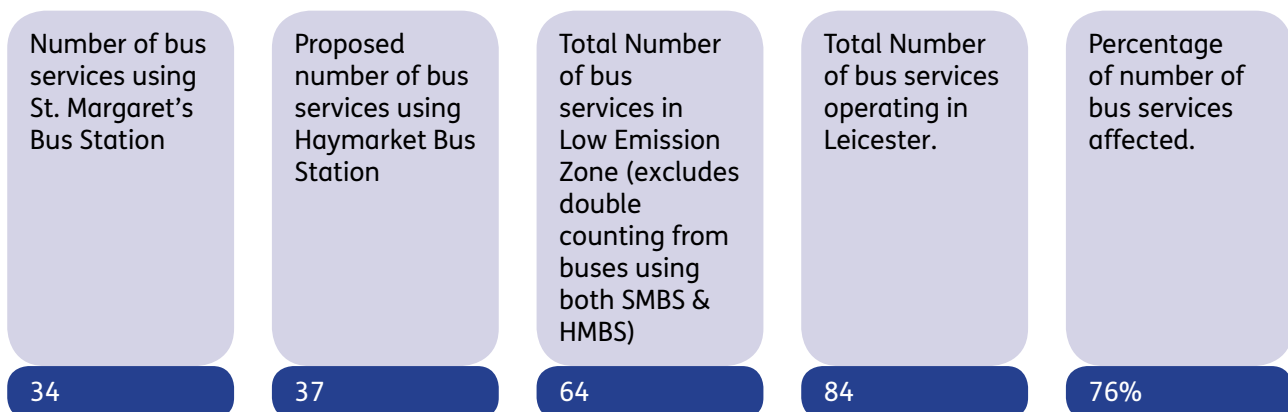 Number of bus
services using
St. Margaret’s
Bus Station
34
Proposed
number of bus
services using
Haymarket Bus
Station
37
Total Number
of bus
services in
Low Emission
Zone (excludes
double
counting from
buses using
both SMBS &
HMBS)
64
Total Number
of bus services
operating in
Leicester.
84
Percentage
of number of
bus services
affected.
76%